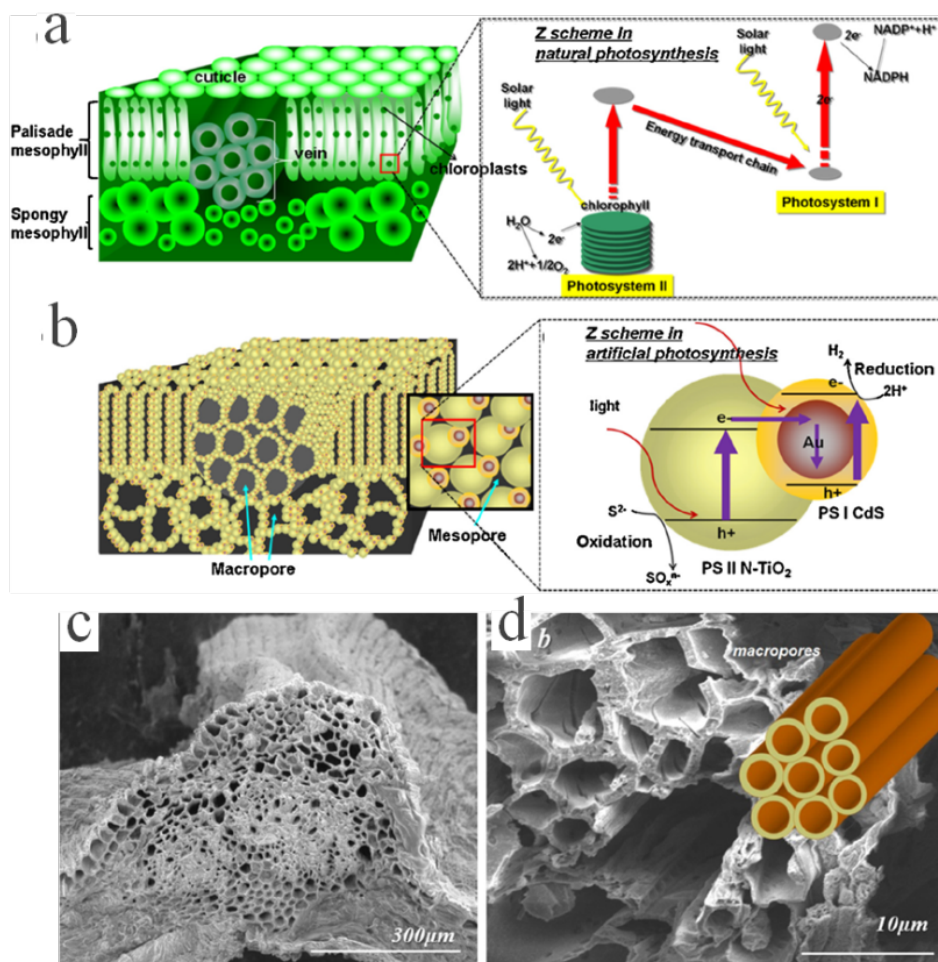 a
cuticle
Palisade
mesophyll
vein
chloroplasts
Spongy
mesophyll
Z scheme in
natural photosynthesis
Solar
light
Solar
light
2e⁻
NADP⁺+H⁺
NADPH
2e⁻
Energy transport chain
chlorophyll
Photosystem I
H₂O
2e⁻
2H⁺+1/2O₂
Photosystem II
b
Macropore
Mesopore
Z scheme in
artificial photosynthesis
light
H₂
Reduction
2H⁺
e-
e-
Au
h+
PS I CdS
S²⁻
h+
Oxidation
PS II N-TiO₂
SOₓⁿ⁻
c
300μm
d
b
macropores
10μm